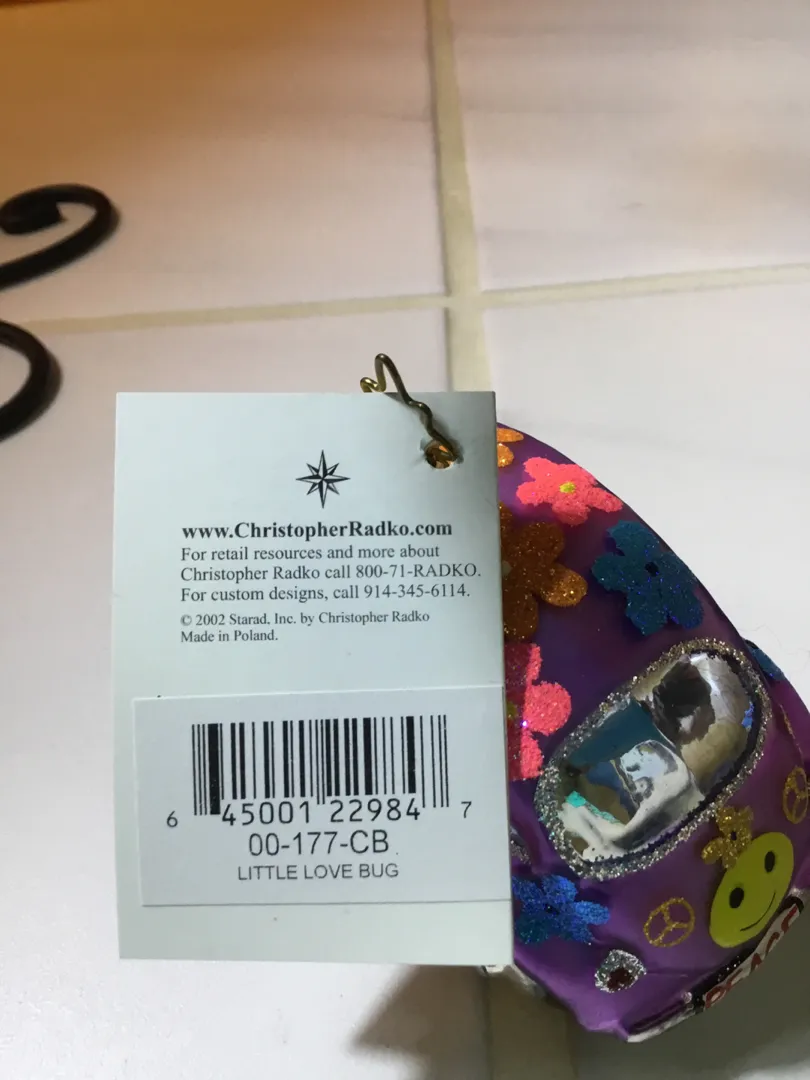 www.ChristopherRadko.com
For retail resources and more about
Christopher Radko call 800-71-RADKO.
For custom designs, call 914-345-6114.
© 2002 Starad, Inc. by Christopher Radko
Made in Poland.
6 45001 22984 7
00-177-CB
LITTLE LOVE BUG
PEACE